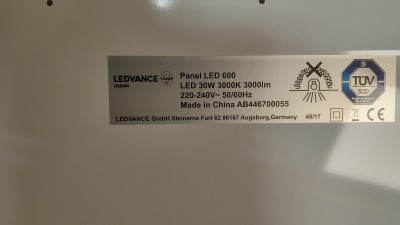 LEDVANCE
OSRAM
Panel LED 600
LED 30W 3000K 3000lm
220-240V~ 50/60Hz
Made in China AB446700055
LEDVANCE GmbH Steinerne Furt 62 86167 Augsburg,Germany 48/17
TÜV
SÜD
CE